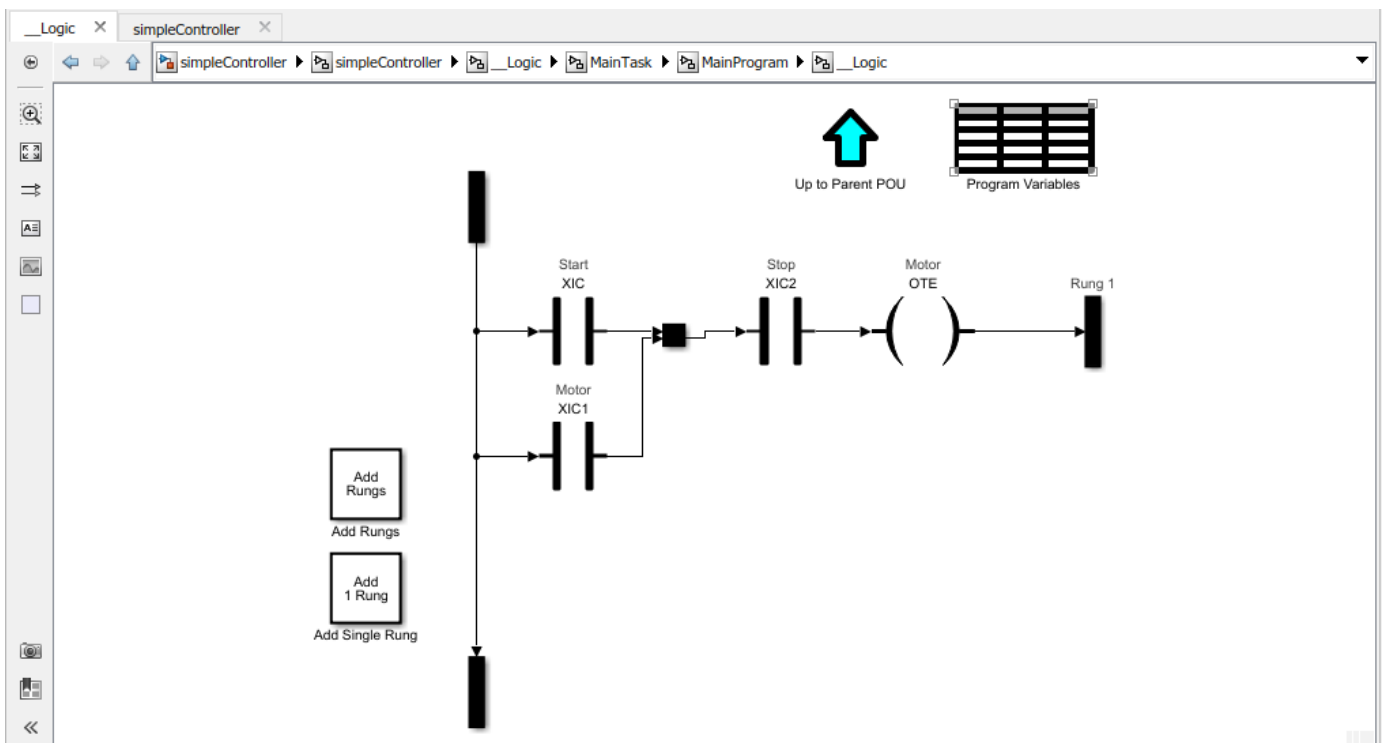 __Logic
simpleController
simpleController simpleController __Logic MainTask MainProgram __Logic
Up to Parent POU
Program Variables
Start
XIC
Stop
XIC2
Motor
OTE
Rung 1
Motor
XIC1
Add
Rungs
Add Rungs
Add
1 Rung
Add Single Rung